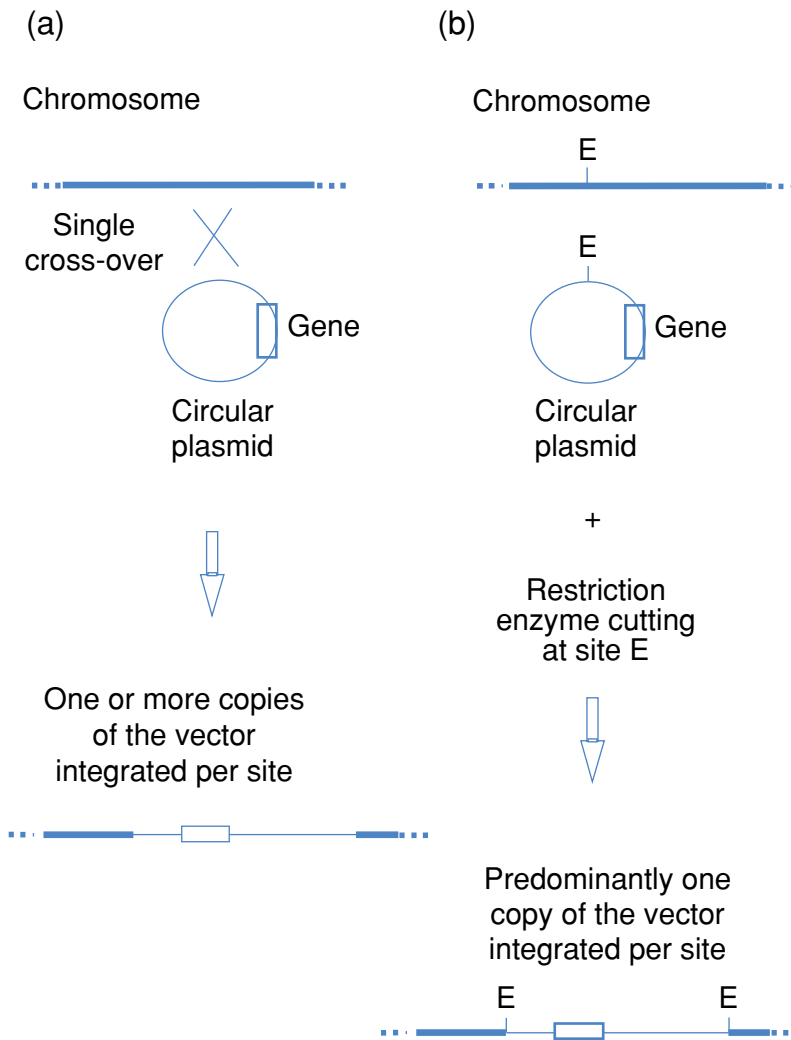 (a)
Chromosome
Single
cross-over
Gene
Circular
plasmid
One or more copies
of the vector
integrated per site
(b)
Chromosome
E
E
Gene
Circular
plasmid
+
Restriction
enzyme cutting
at site E
Predominantly one
copy of the vector
integrated per site
E
E